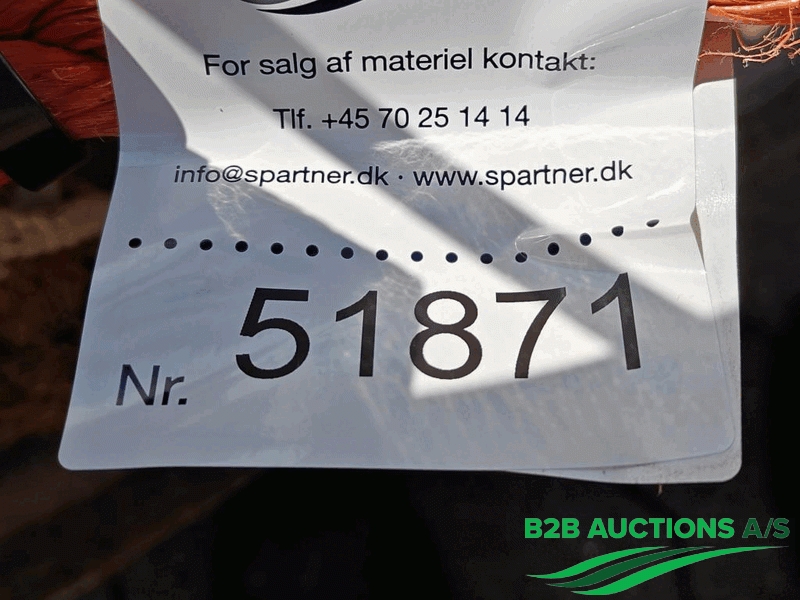 For salg af materiel kontakt:
Tlf. +45 70 25 14 14
info@spartner.dk · www.spartner.dk
Nr. 51871
B2B AUCTIONS A/S